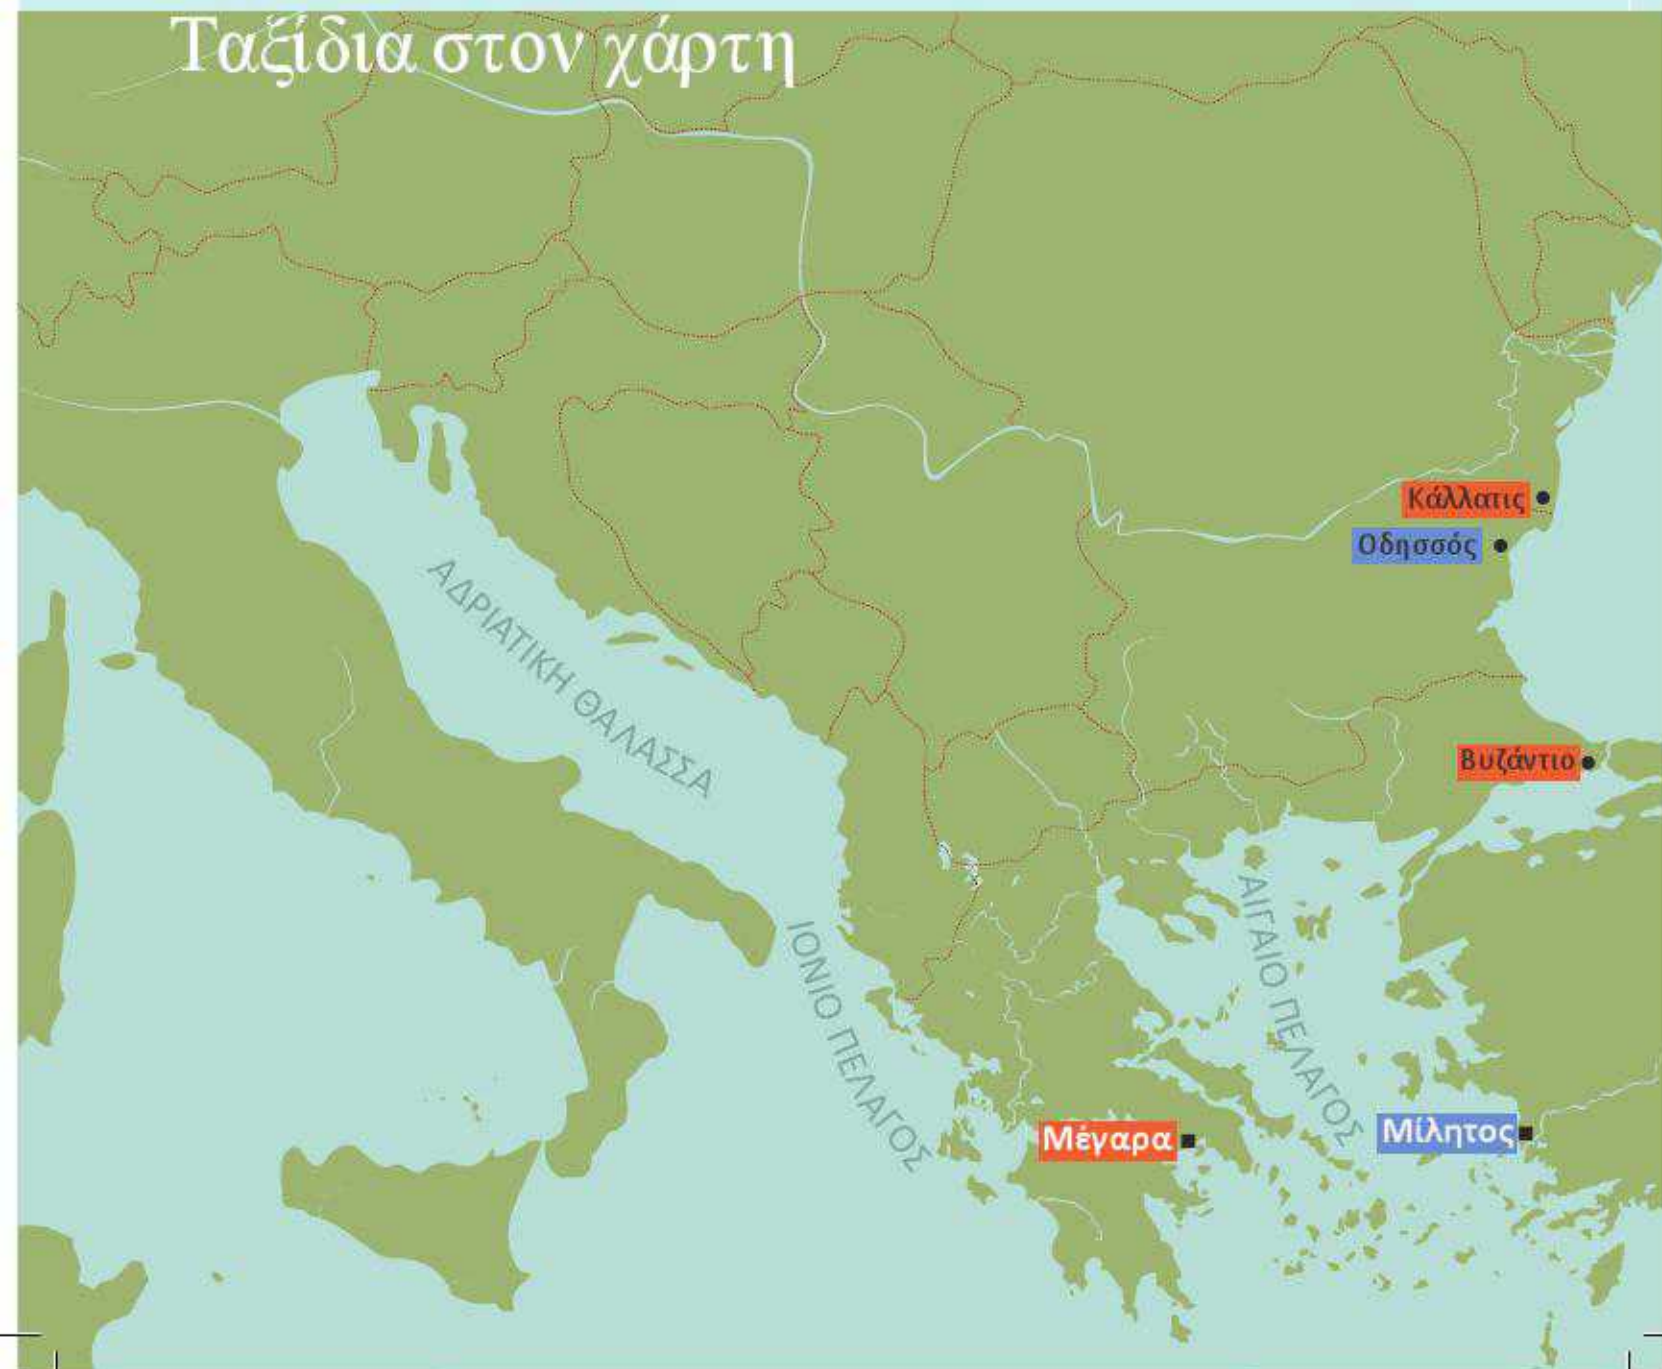 Ταξίδια στον χάρτη
Κάλλατις
Οδησσός
ΑΔΡΙΑΤΙΚΗ ΘΑΛΑΣΣΑ
Βυζάντιο
ΙΟΝΙΟ ΠΕΛΑΓΟΣ
ΑΙΓΑΙΟ ΠΕΛΑΓΟΣ
Μέγαρα
Μίλητος